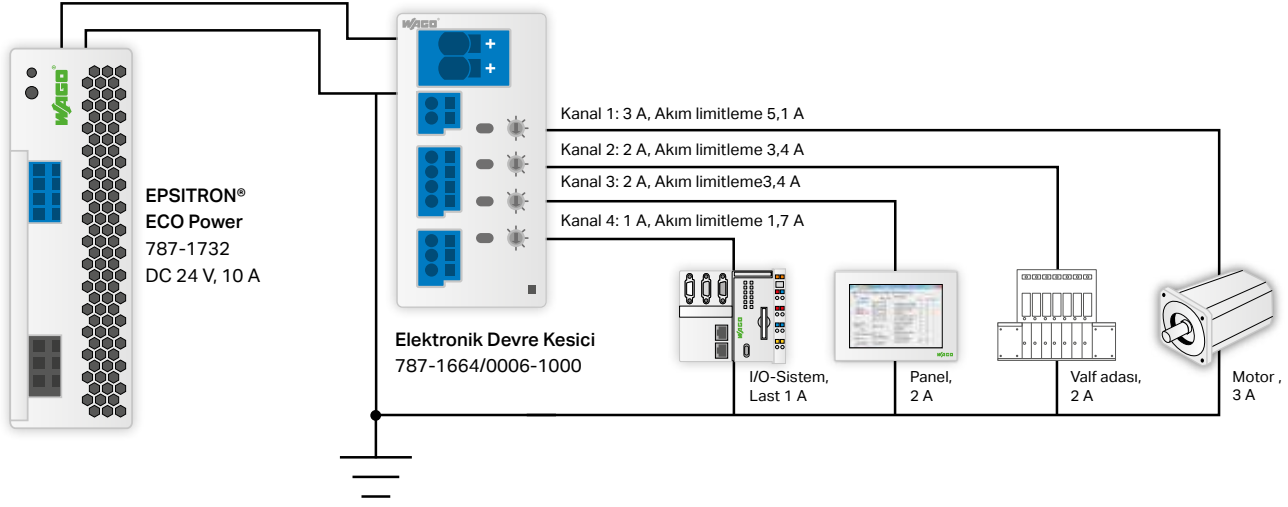 WAGO
WAGO
+
+
EPSITRON®
ECO Power
787-1732
DC 24 V, 10 A
Kanal 1: 3 A, Akım limitleme 5,1 A
Kanal 2: 2 A, Akım limitleme 3,4 A
Kanal 3: 2 A, Akım limitleme3,4 A
Kanal 4: 1 A, Akım limitleme 1,7 A
Elektronik Devre Kesici
787-1664/0006-1000
WAGO
WAGO
I/O-Sistem,
Last 1 A
Panel,
2 A
Valf adası,
2 A
Motor ,
3 A